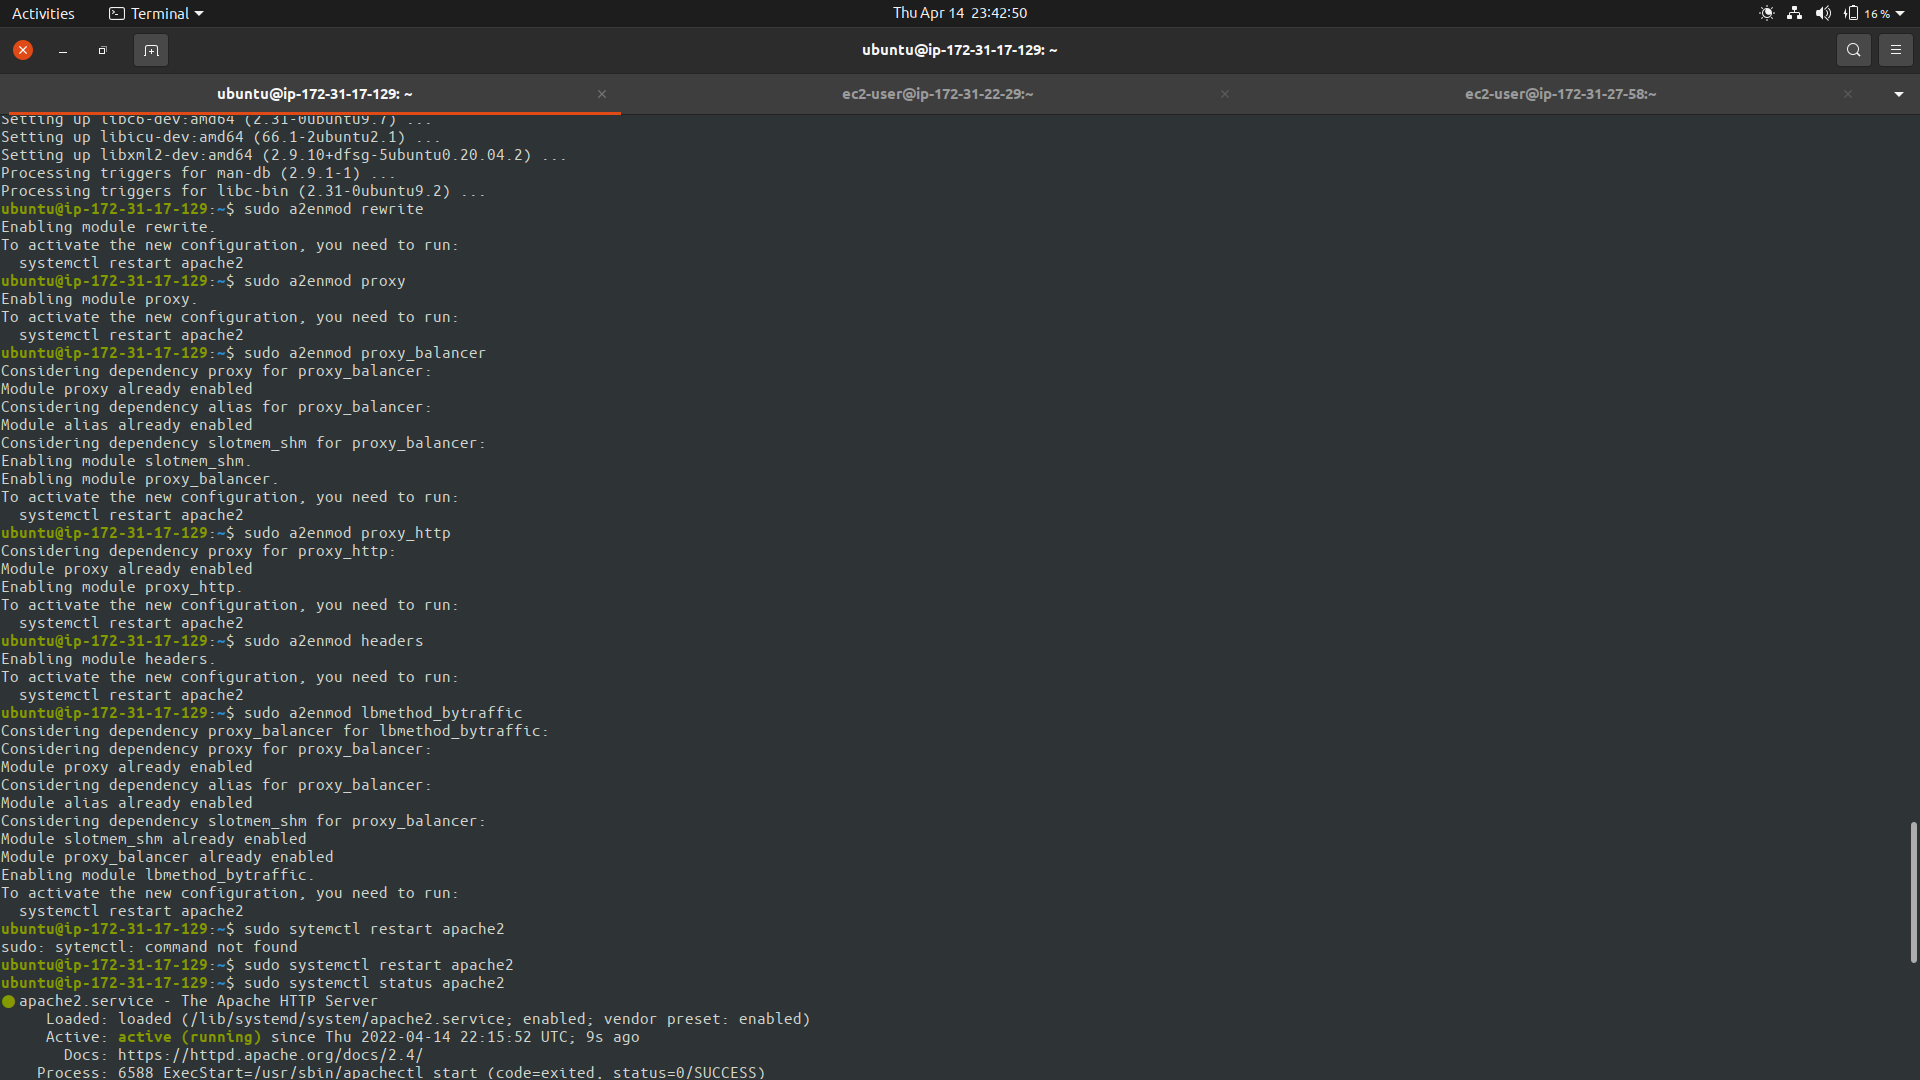 Activities Terminal Thu Apr 14 23:42:50 16 %
ubuntu@ip-172-31-17-129: ~
ubuntu@ip-172-31-17-129: ~ ec2-user@ip-172-31-22-29:~ ec2-user@ip-172-31-27-58:~
Setting up libc6-dev:amd64 (2.31-0ubuntu9.7) ...
Setting up libicu-dev:amd64 (66.1-2ubuntu2.1) ...
Setting up libxml2-dev:amd64 (2.9.10+dfsg-5ubuntu0.20.04.2) ...
Processing triggers for man-db (2.9.1-1) ...
Processing triggers for libc-bin (2.31-0ubuntu9.2) ...
ubuntu@ip-172-31-17-129:~$ sudo a2enmod rewrite
Enabling module rewrite.
To activate the new configuration, you need to run:
  systemctl restart apache2
ubuntu@ip-172-31-17-129:~$ sudo a2enmod proxy
Enabling module proxy.
To activate the new configuration, you need to run:
  systemctl restart apache2
ubuntu@ip-172-31-17-129:~$ sudo a2enmod proxy_balancer
Considering dependency proxy for proxy_balancer:
Module proxy already enabled
Considering dependency alias for proxy_balancer:
Module alias already enabled
Considering dependency slotmem_shm for proxy_balancer:
Enabling module slotmem_shm.
Enabling module proxy_balancer.
To activate the new configuration, you need to run:
  systemctl restart apache2
ubuntu@ip-172-31-17-129:~$ sudo a2enmod proxy_http
Considering dependency proxy for proxy_http:
Module proxy already enabled
Enabling module proxy_http.
To activate the new configuration, you need to run:
  systemctl restart apache2
ubuntu@ip-172-31-17-129:~$ sudo a2enmod headers
Enabling module headers.
To activate the new configuration, you need to run:
  systemctl restart apache2
ubuntu@ip-172-31-17-129:~$ sudo a2enmod lbmethod_bytraffic
Considering dependency proxy_balancer for lbmethod_bytraffic:
Considering dependency proxy for proxy_balancer:
Module proxy already enabled
Considering dependency alias for proxy_balancer:
Module alias already enabled
Considering dependency slotmem_shm for proxy_balancer:
Module slotmem_shm already enabled
Module proxy_balancer already enabled
Enabling module lbmethod_bytraffic.
To activate the new configuration, you need to run:
  systemctl restart apache2
ubuntu@ip-172-31-17-129:~$ sudo sytemctl restart apache2
sudo: sytemctl: command not found
ubuntu@ip-172-31-17-129:~$ sudo systemctl restart apache2
ubuntu@ip-172-31-17-129:~$ sudo systemctl status apache2
● apache2.service - The Apache HTTP Server
     Loaded: loaded (/lib/systemd/system/apache2.service; enabled; vendor preset: enabled)
     Active: active (running) since Thu 2022-04-14 22:15:52 UTC; 9s ago
       Docs: https://httpd.apache.org/docs/2.4/
    Process: 6588 ExecStart=/usr/sbin/apachectl start (code=exited, status=0/SUCCESS)